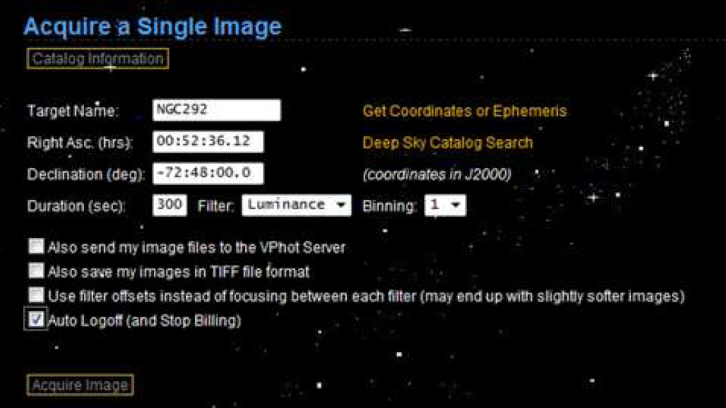 Acquire a Single Image
Catalog Information
Target Name: NGC292 Get Coordinates or Ephemeris
Right Asc. (hrs): 00:52:36.12 Deep Sky Catalog Search
Declination (deg): -72:48:00.0 (coordinates in J2000)
Duration (sec): 300 Filter: Luminance Binning: 1
Also send my image files to the VPhot Server
Also save my images in TIFF file format
Use filter offsets instead of focusing between each filter (may end up with slightly softer images)
Auto Logoff (and Stop Billing)
Acquire Image